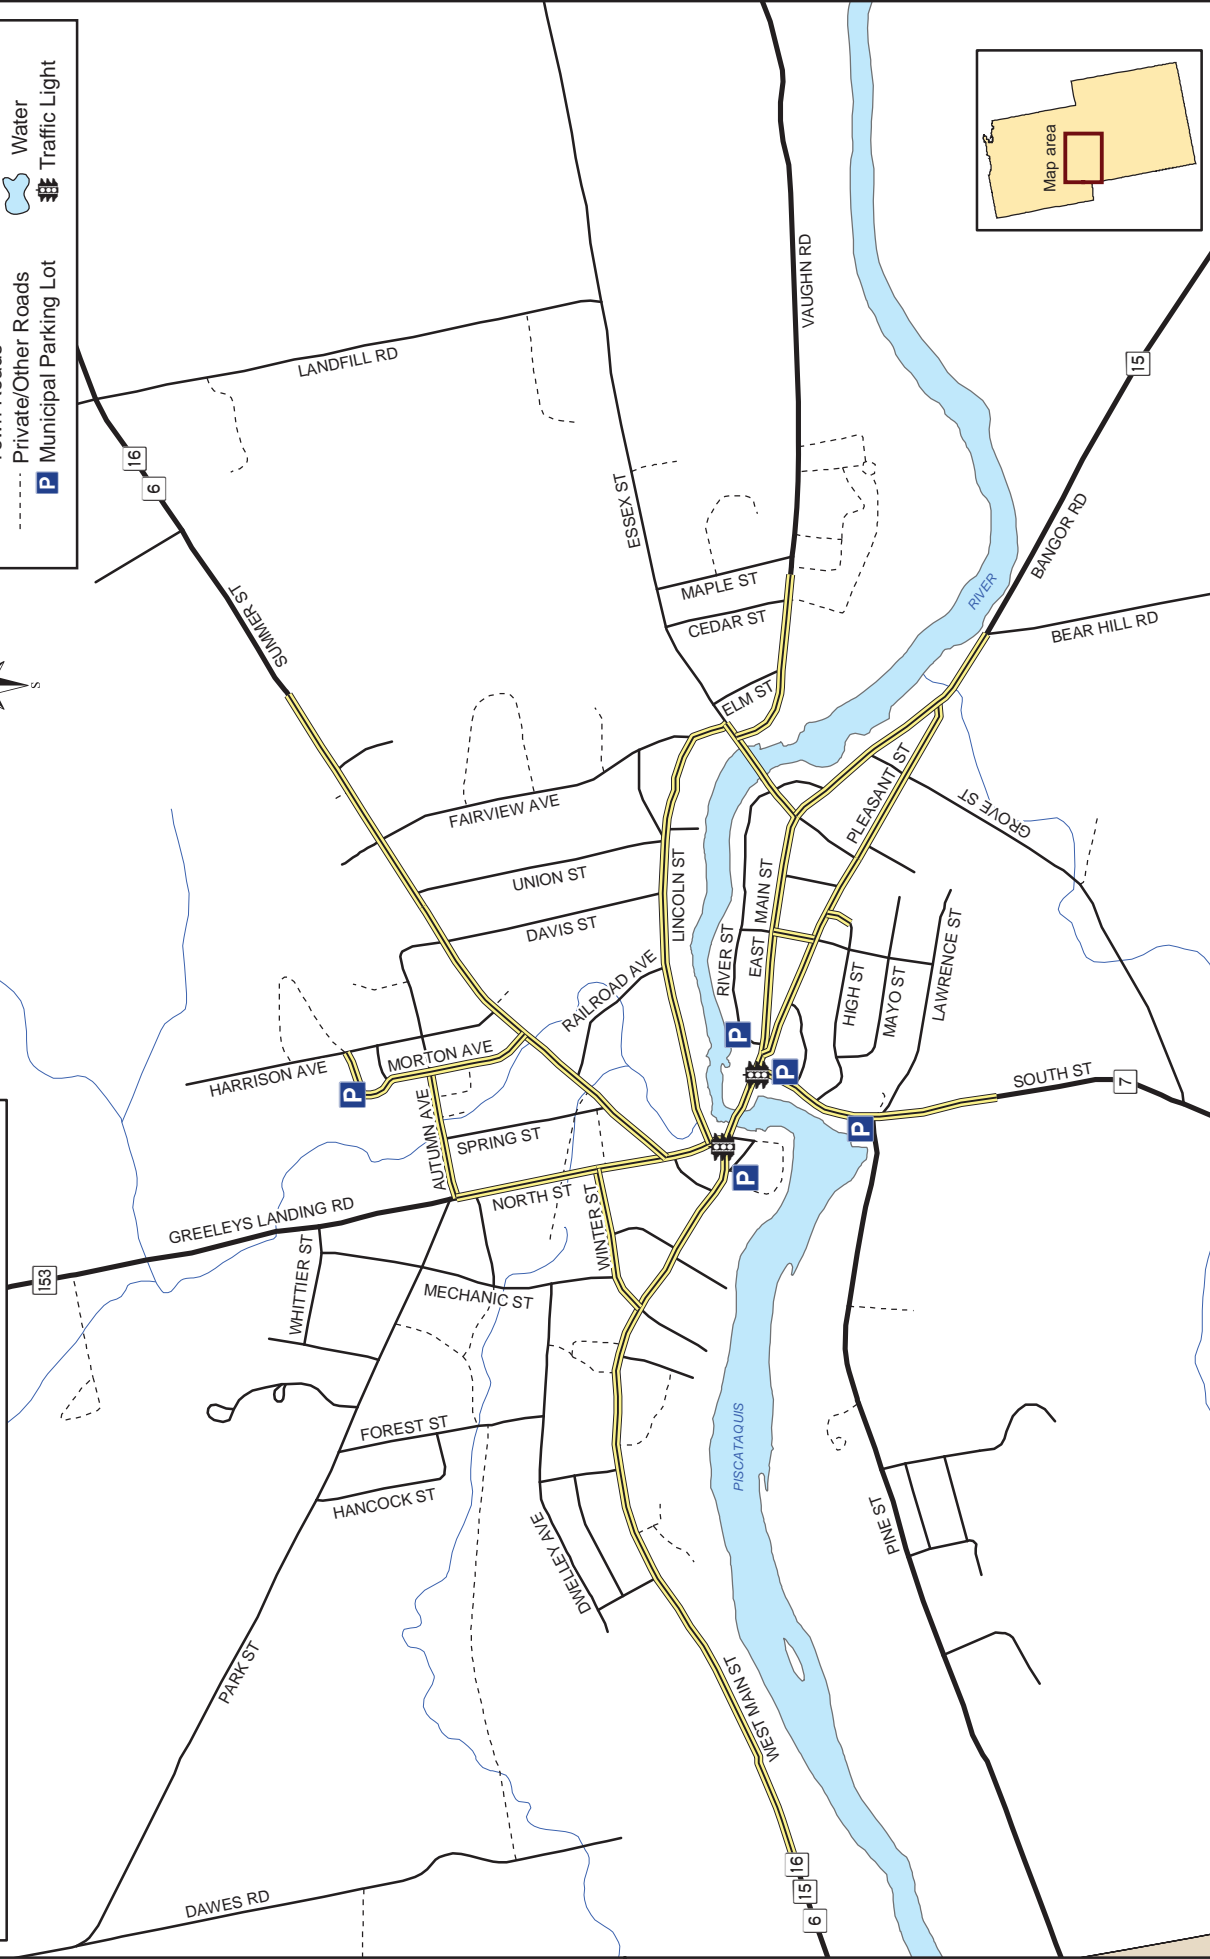 Water
Traffic Light
Private/Other Roads
P Municipal Parking Lot
S
Map area
16
6
SUMMER ST
LANDFILL RD
ESSEX ST
VAUGHN RD
MAPLE ST
CEDAR ST
ELM ST
15
BANGOR RD
BEAR HILL RD
RIVER
FAIRVIEW AVE
UNION ST
DAVIS ST
LINCOLN ST
RAILROAD AVE
PLEASANT ST
GROVE ST
RIVER ST
EAST MAIN ST
HIGH ST
MAYO ST
LAWRENCE ST
HARRISON AVE
MORTON AVE
AUTUMN AVE
SPRING ST
NORTH ST
WINTER ST
P
P
P
P
P
SOUTH ST
7
GREELEYS LANDING RD
153
WHITTIER ST
MECHANIC ST
FOREST ST
HANCOCK ST
DWELLEY AVE
PARK ST
DAWES RD
WEST MAIN ST
PISCATAQUIS
PINE ST
16
15
6